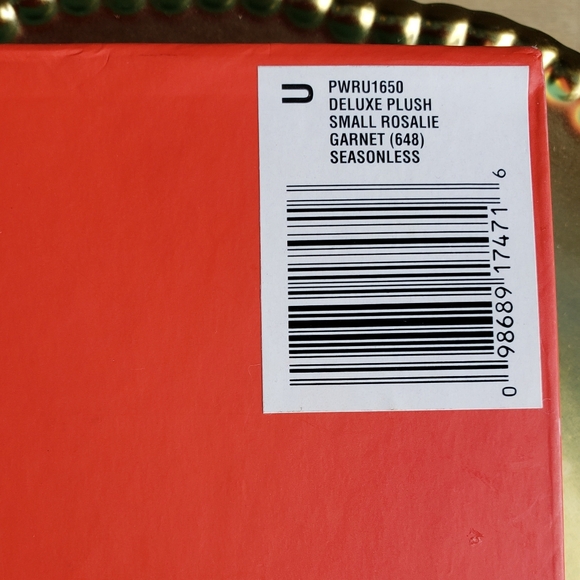 U
PWRU1650
DELUXE PLUSH
SMALL ROSALIE
GARNET (648)
SEASONLESS
0 98689 17471 6